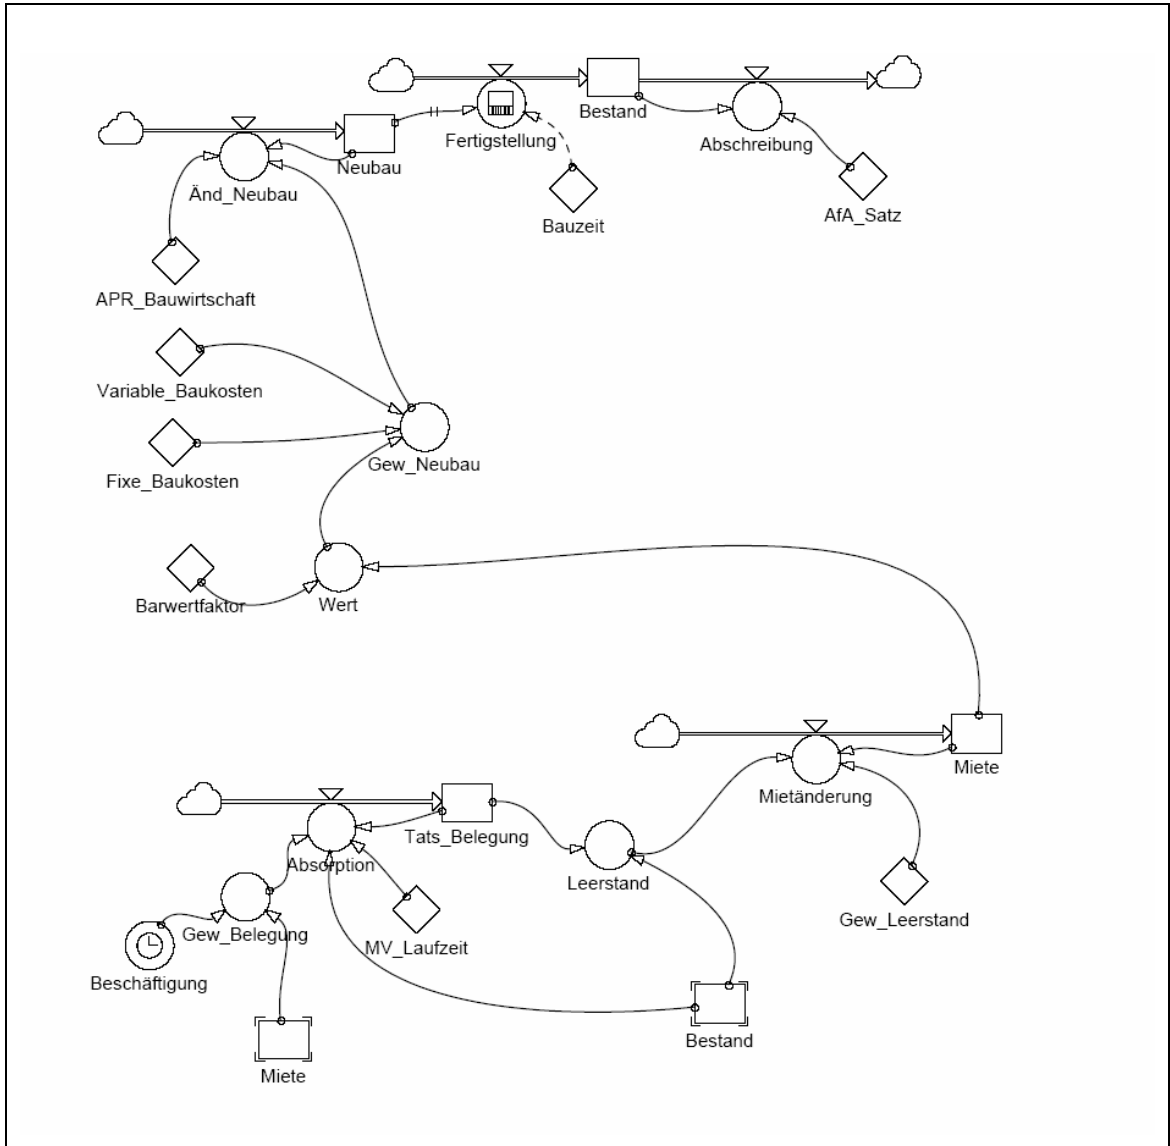 Bestand
Fertigstellung
Abschreibung
Neubau
Änd_Neubau
Bauzeit
AfA_Satz
APR_Bauwirtschaft
Variable_Baukosten
Gew_Neubau
Fixe_Baukosten
Barwertfaktor
Wert
Miete
Mietänderung
Tats_Belegung
Absorption
Leerstand
Gew_Leerstand
Gew_Belegung
MV_Laufzeit
Beschäftigung
Bestand
Miete